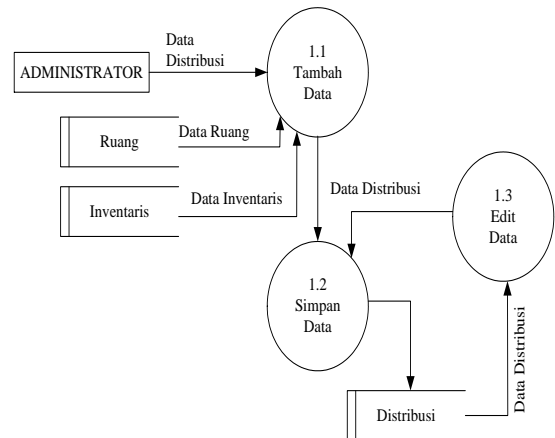 Data
Distribusi
1.1
Tambah
Data
ADMINISTRATOR
Ruang
Data Ruang
Inventaris
Data Inventaris
Data Distribusi
1.3
Edit
Data
1.2
Simpan
Data
Distribusi
Data Distribusi